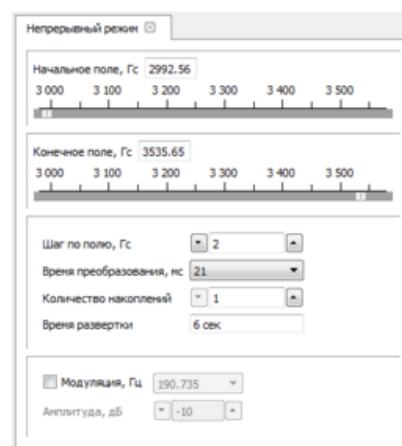 Непрерывный режим
Начальное поле, Гс 2992.56
3 000 3 100 3 200 3 300 3 400 3 500
Конечное поле, Гс 3535.65
3 000 3 100 3 200 3 300 3 400 3 500
Шаг по полю, Гс 2
Время преобразования, мс 21
Количество накоплений 1
Время развертки 6 сек
Модуляция, Гц 190.735
Амплитуда, дБ -10